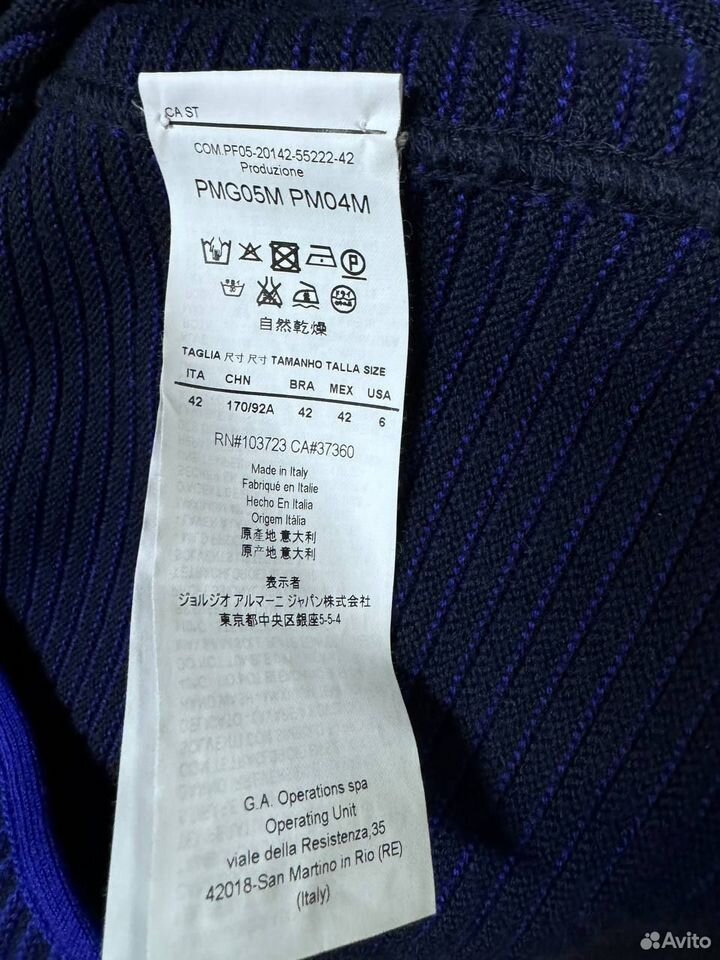 CA ST
COM.PF05-20142-55222-42
Produzione
PMG05M PM04M
P
自然乾燥
TAGLIA 尺寸 尺寸 TAMANHO TALLA SIZE
ITA CHN BRA MEX USA
42 170/92A 42 42 6
RN#103723 CA#37360
Made in Italy
Fabriqué en Italie
Hecho En Italia
Origem Itália
原產地 意大利
原产地 意大利
表示者
ジョルジオ アルマーニ ジャパン株式会社
東京都中央区銀座5-5-4
G.A. Operations spa
Operating Unit
viale della Resistenza,35
42018-San Martino in Rio (RE)
(Italy)
Avito